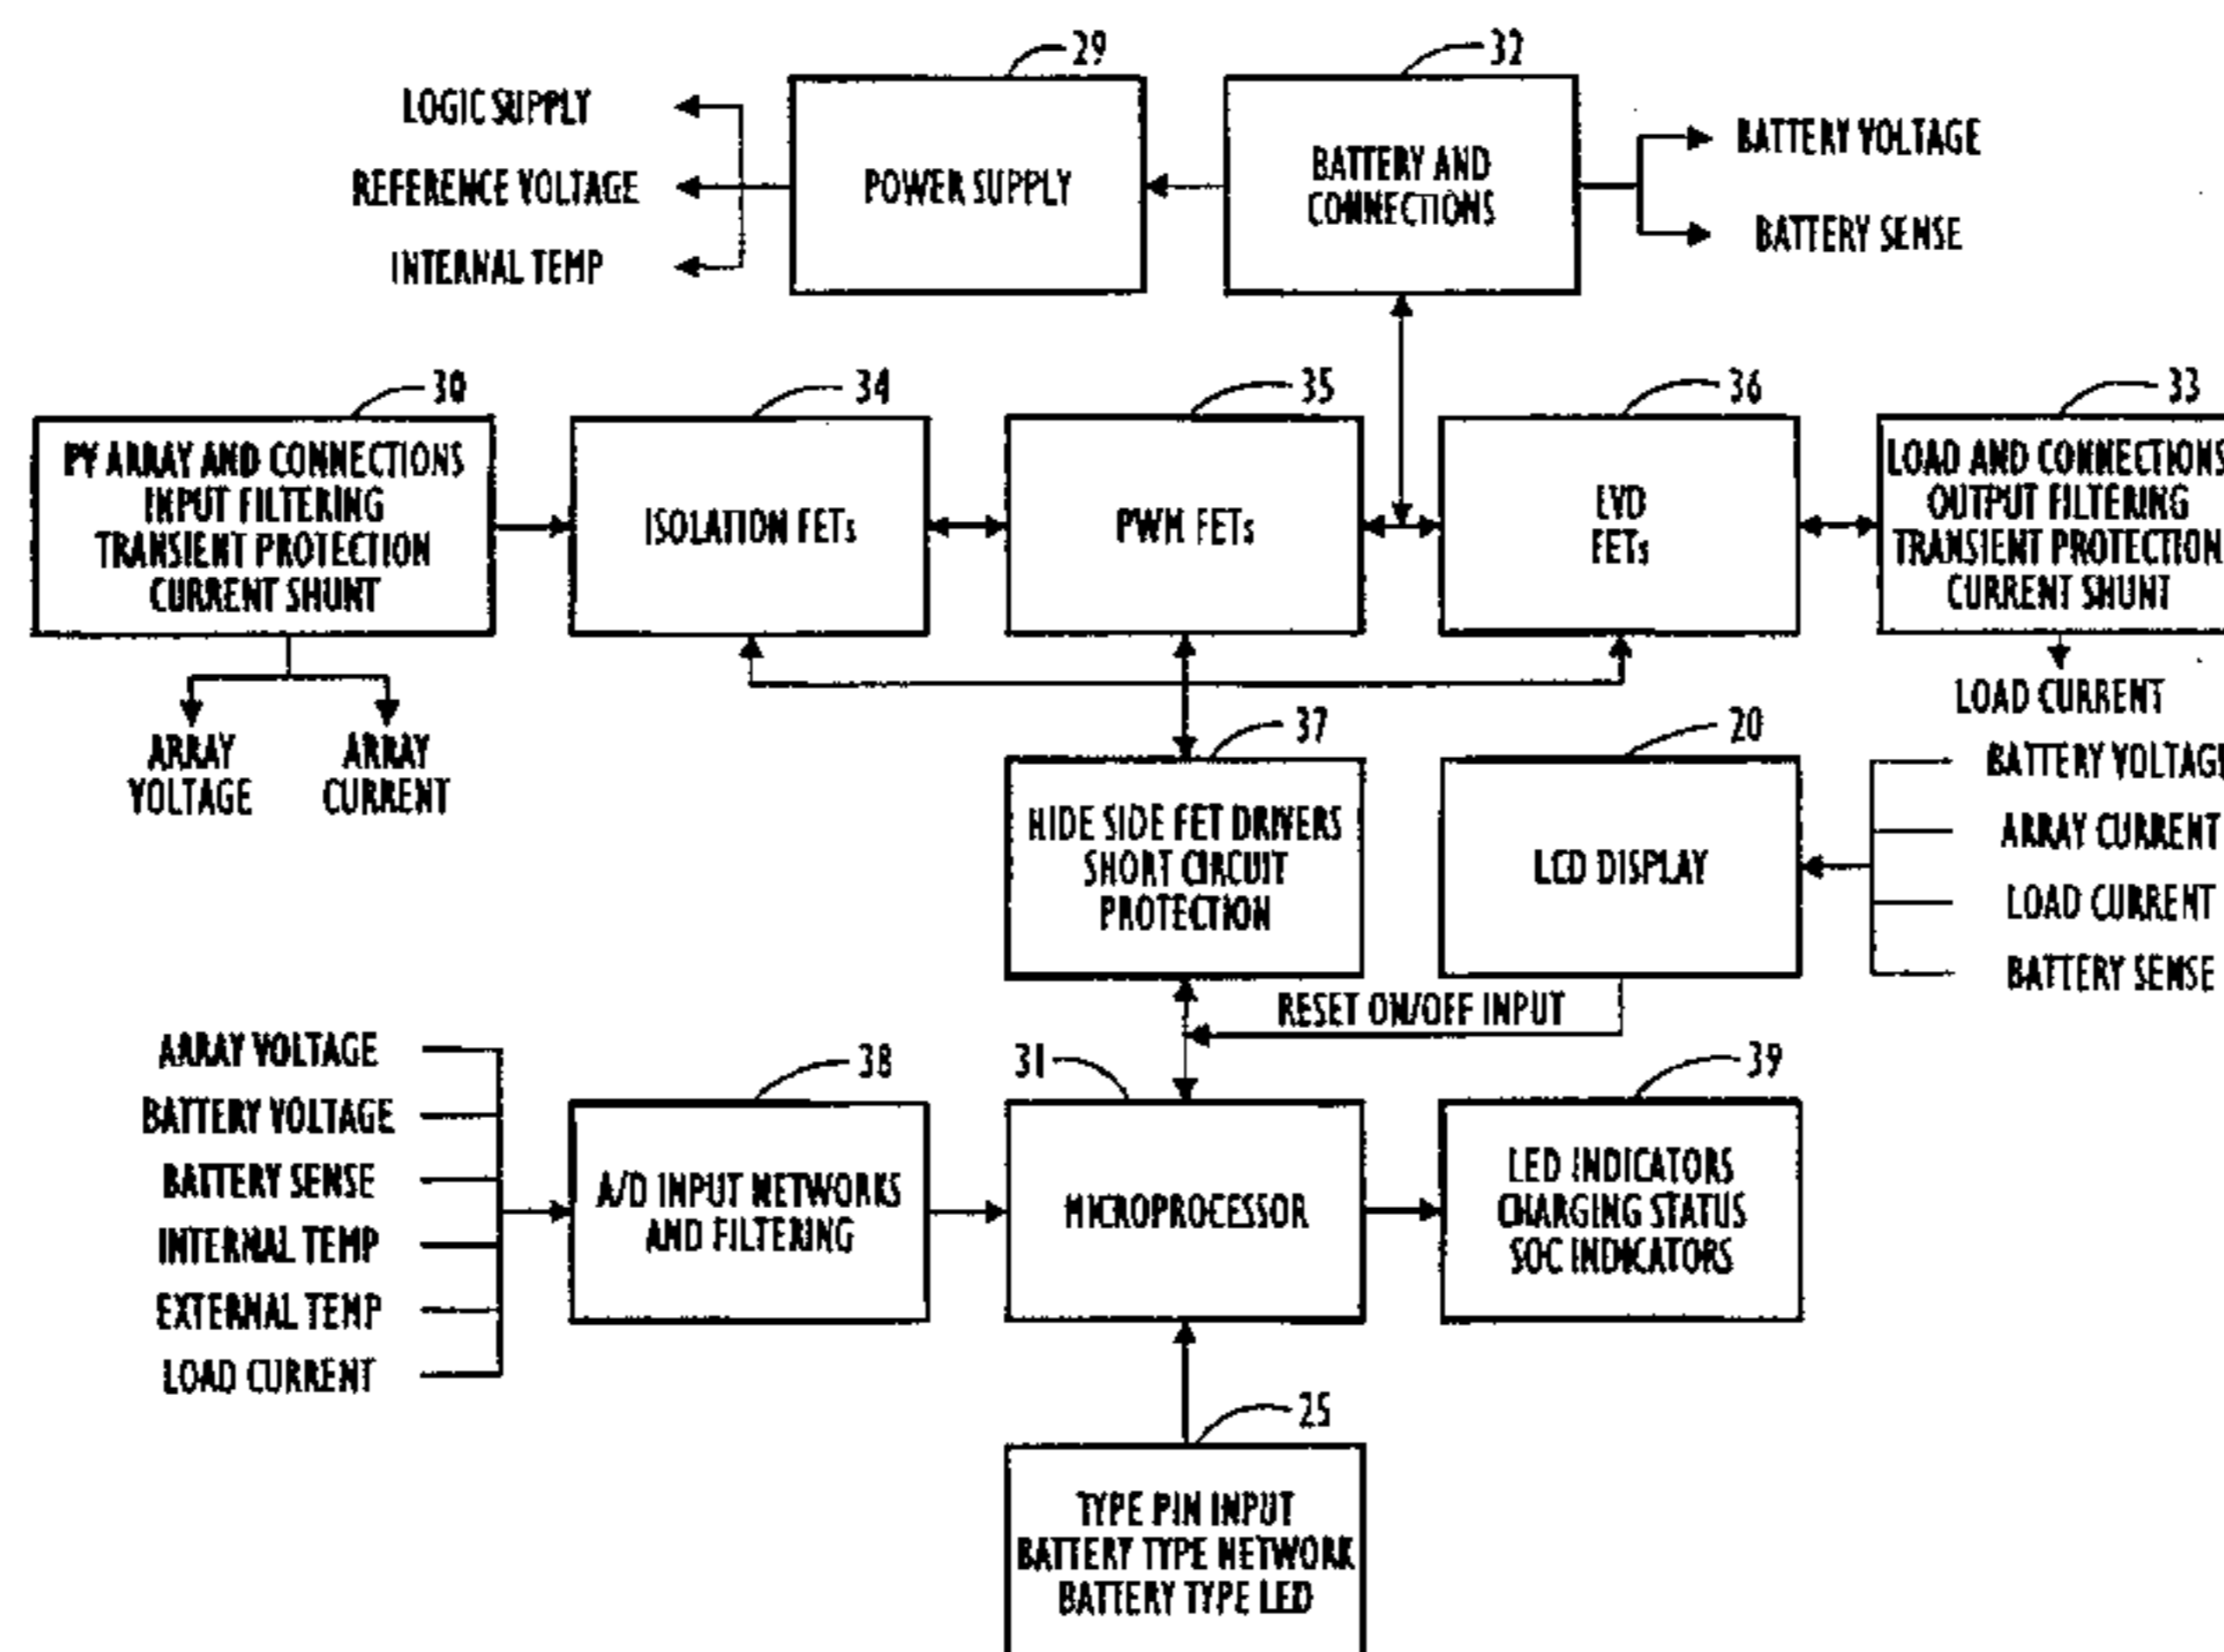 29
32
LOGIC SUPPLY
REFERENCE VOLTAGE
INTERNAL TEMP
POWER SUPPLY
BATTERY AND
CONNECTIONS
BATTERY VOLTAGE
BATTERY SENSE
30
34
35
36
33
PV ARRAY AND CONNECTIONS
INPUT FILTERING
TRANSIENT PROTECTION
CURRENT SHUNT
ISOLATION FETs
PWM FETs
LVD
FETs
LOAD AND CONNECTIONS
OUTPUT FILTERING
TRANSIENT PROTECTION
CURRENT SHUNT
ARRAY
VOLTAGE
ARRAY
CURRENT
LOAD CURRENT
37
20
HIDE SIDE FET DRIVERS
SHORT CIRCUIT
PROTECTION
LCD DISPLAY
BATTERY VOLTAGE
ARRAY CURRENT
LOAD CURRENT
BATTERY SENSE
RESET ON/OFF INPUT
ARRAY VOLTAGE
BATTERY VOLTAGE
BATTERY SENSE
INTERNAL TEMP
EXTERNAL TEMP
LOAD CURRENT
38
31
39
A/D INPUT NETWORKS
AND FILTERING
MICROPROCESSOR
LED INDICATORS
CHARGING STATUS
SOC INDICATORS
25
TYPE PIN INPUT
BATTERY TYPE NETWORK
BATTERY TYPE LED